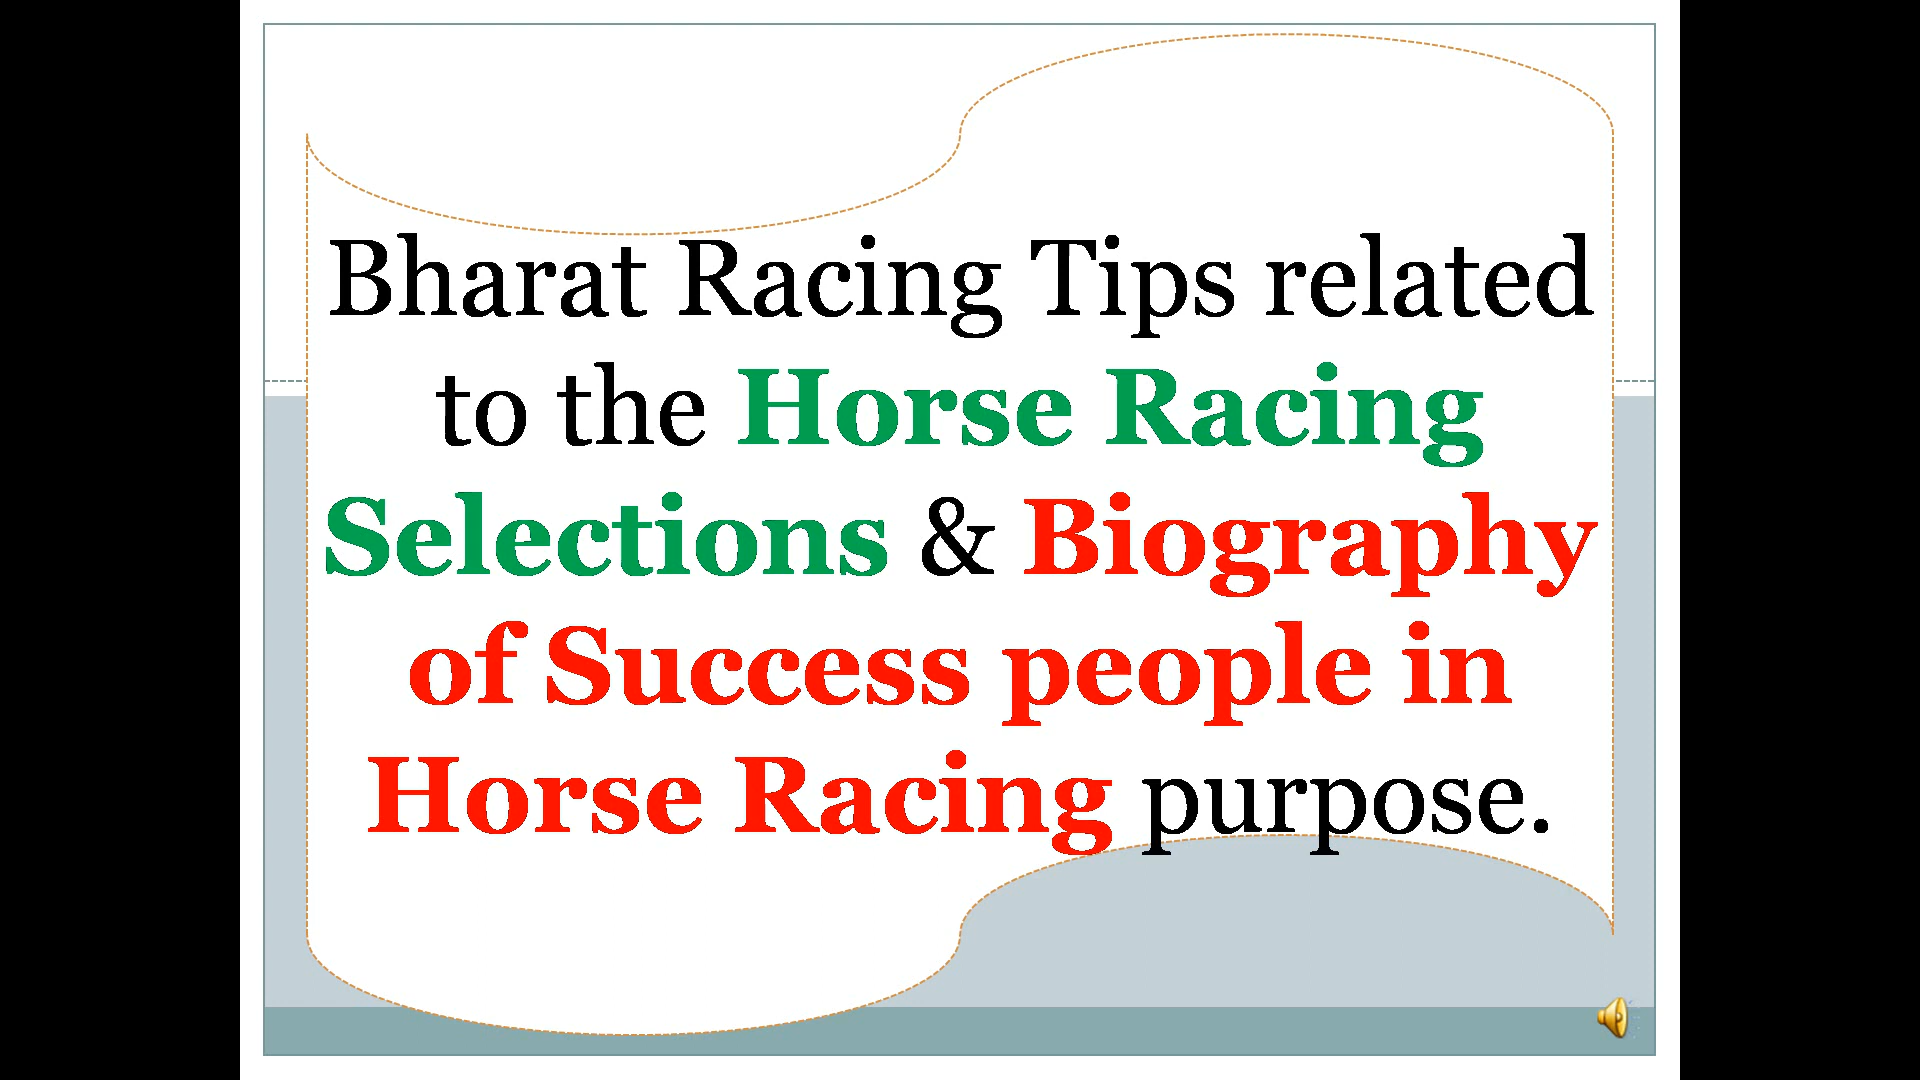 Bharat Racing Tips related
to the Horse Racing
Selections & Biography
of Success people in
Horse Racing purpose.